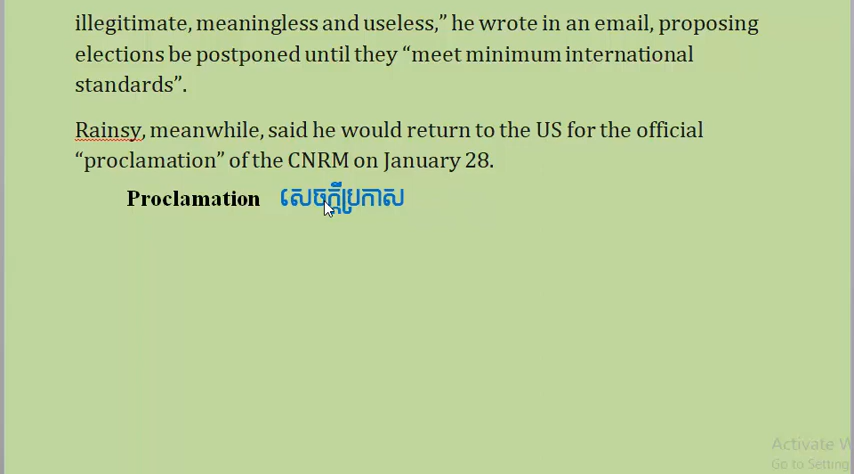 illegitimate, meaningless and useless,” he wrote in an email, proposing
elections be postponed until they “meet minimum international
standards”.
Rainsy, meanwhile, said he would return to the US for the official
“proclamation” of the CNRM on January 28.
Proclamation សេចក្ដីប្រកាស
Activate
Go to Setting